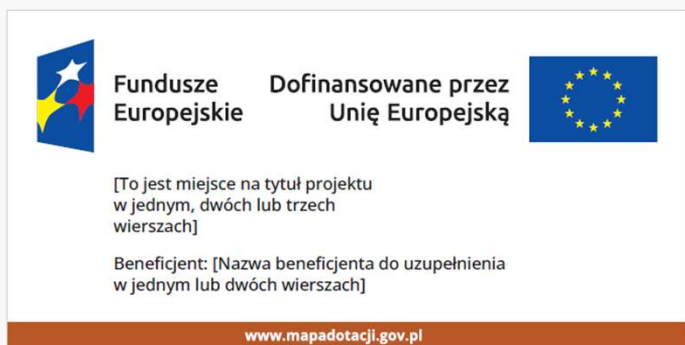 Fundusze
Europejskie
Dofinansowane przez
Unię Europejską
[To jest miejsce na tytuł projektu
w jednym, dwóch lub trzech
wierszach]
Beneficjent: [Nazwa beneficjenta do uzupełnienia
w jednym lub dwóch wierszach]
www.mapadotacji.gov.pl